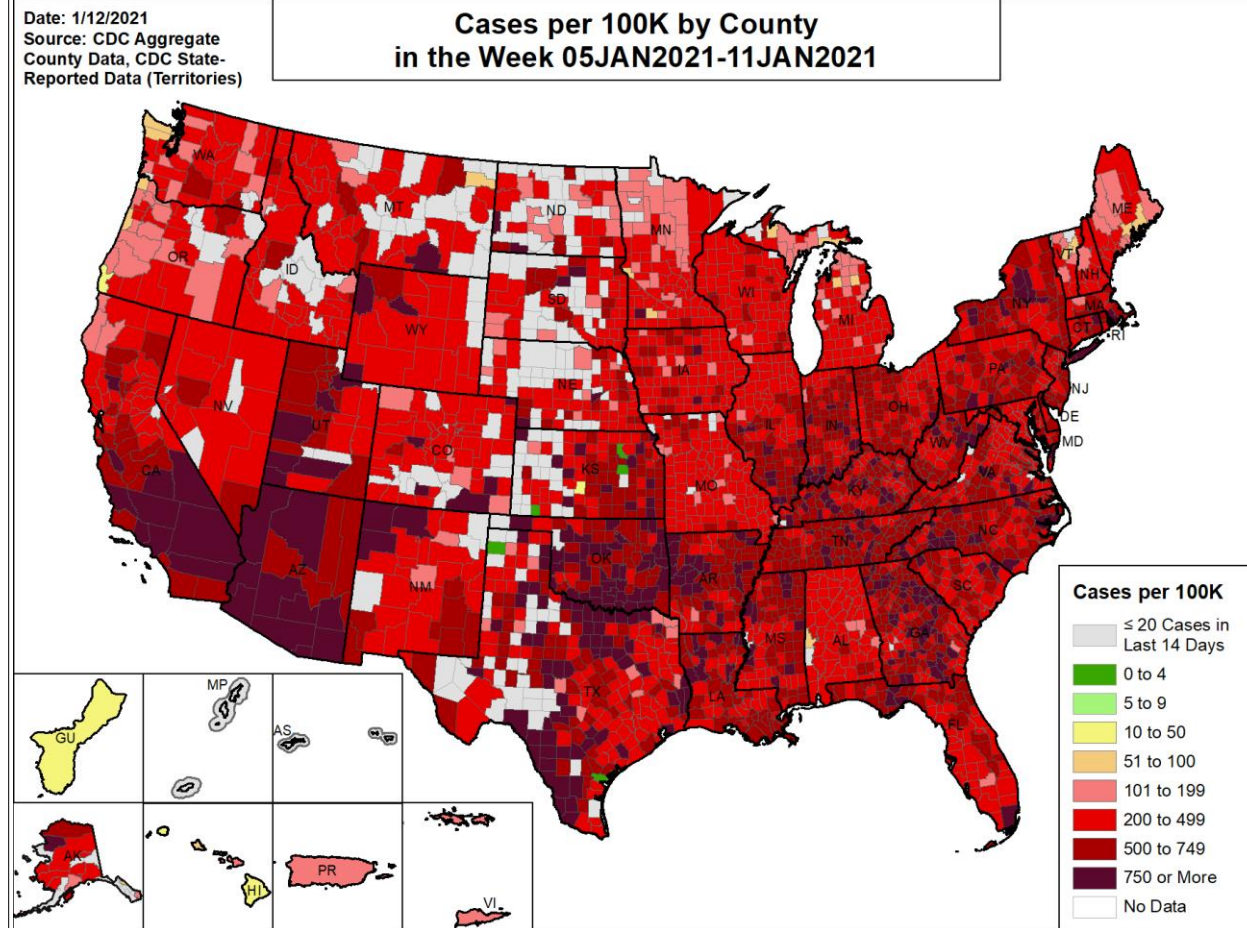 Date: 1/12/2021
Source: CDC Aggregate
County Data, CDC State-
Reported Data (Territories)
Cases per 100K by County
in the Week 05JAN2021-11JAN2021
WA
MT
ND
MN
ME
OR
ID
SD
WI
MI
VT
NH
NY
MA
CT
RI
WY
NE
IA
PA
NJ
NV
UT
CO
KS
MO
IL
IN
OH
WV
DE
MD
VA
KY
CA
AZ
NM
OK
AR
TN
NC
SC
MS
AL
GA
TX
LA
FL
GU
MP
AS
AK
HI
PR
VI
Cases per 100K
≤ 20 Cases in
Last 14 Days
0 to 4
5 to 9
10 to 50
51 to 100
101 to 199
200 to 499
500 to 749
750 or More
No Data